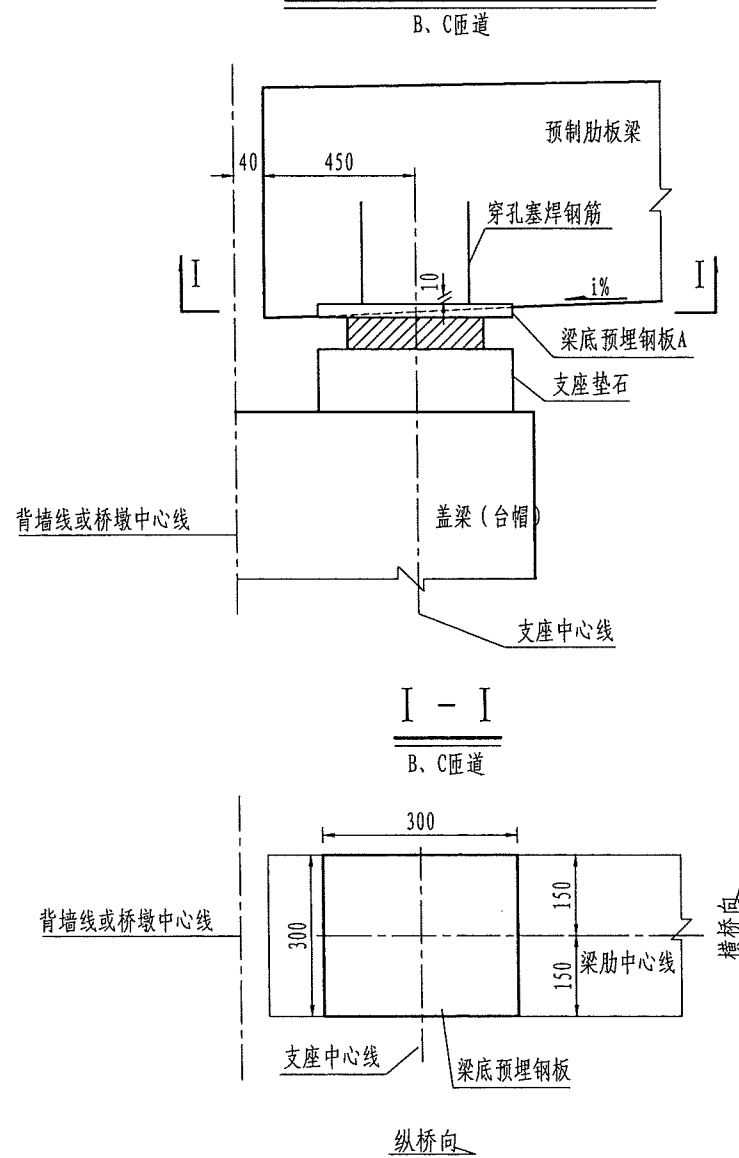 B、C匝道
预制肋板梁
40
450
穿孔塞焊钢筋
I
10
i%
I
梁底预埋钢板A
支座垫石
背墙线或桥墩中心线
盖梁（台帽）
支座中心线
I - I
B、C匝道
300
背墙线或桥墩中心线
300
150
150
梁肋中心线
横桥向
支座中心线
梁底预埋钢板
纵桥向